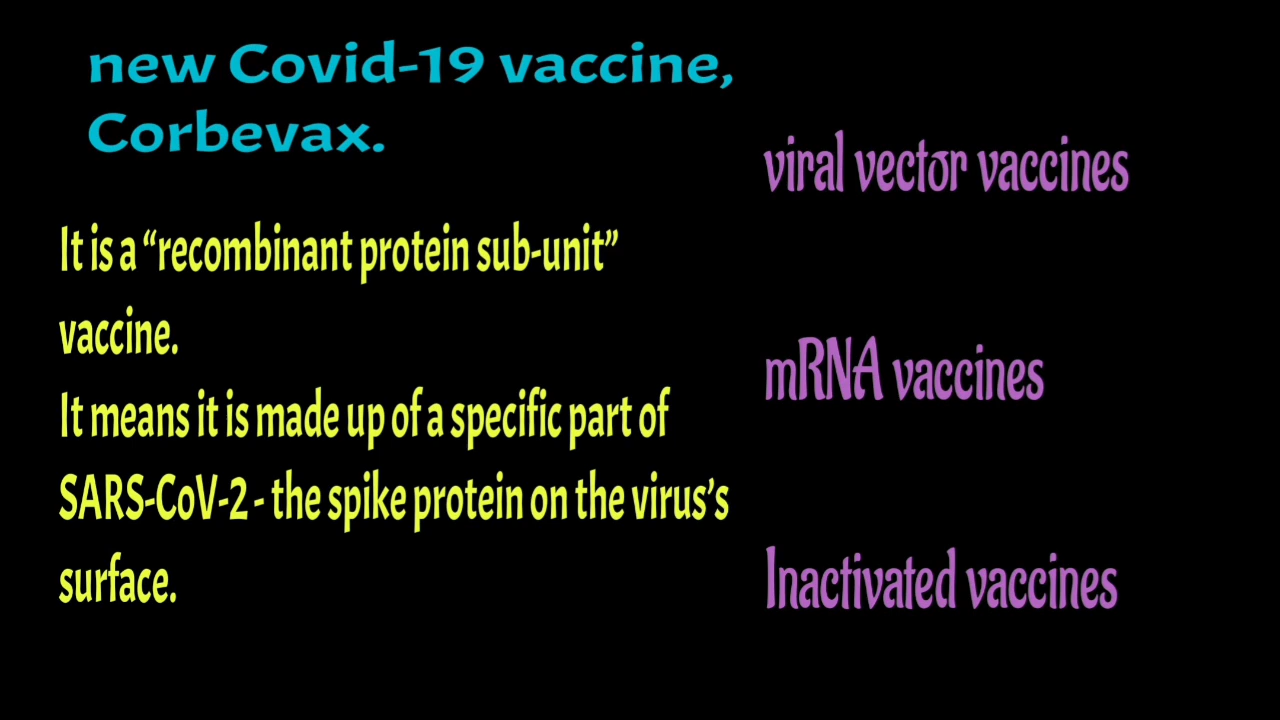 new Covid-19 vaccine,
Corbevax.
It is a “recombinant protein sub-unit”
vaccine.
It means it is made up of a specific part of
SARS-CoV-2 - the spike protein on the virus’s
surface.
viral vector vaccines
mRNA vaccines
Inactivated vaccines